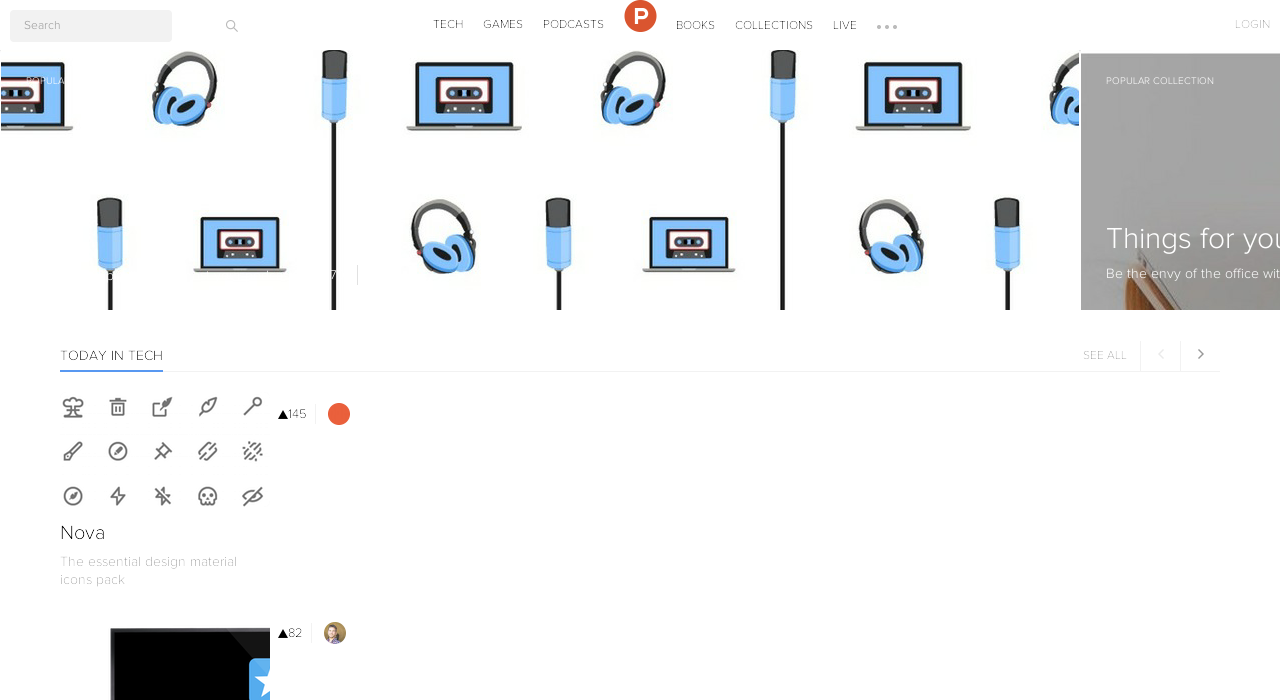 Search
TECH GAMES PODCASTS P BOOKS COLLECTIONS LIVE LOGIN
POPULAR COLLECTION
Things for you
Be the envy of the office wit
TODAY IN TECH
SEE ALL
145
Nova
The essential design material
icons pack
82